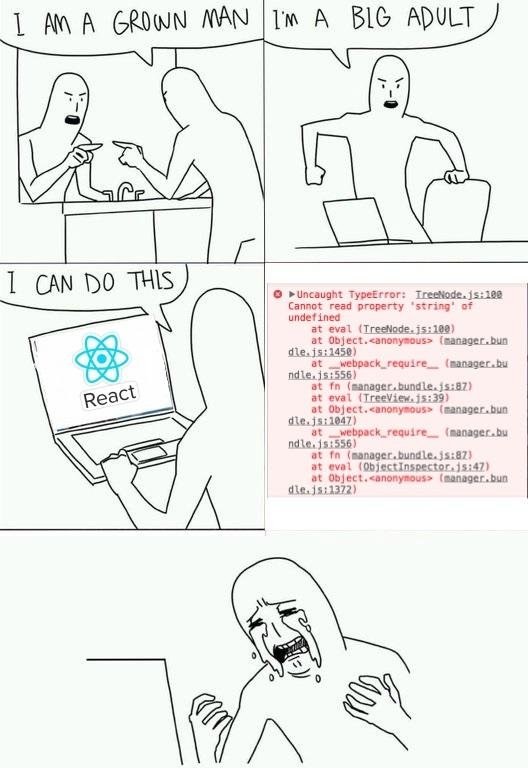 I AM A GROWN MAN
I'm A BIG ADULT
I CAN DO THIS
React
Uncaught TypeError: TreeNode.js:100
Cannot read property 'string' of
undefined
at eval (TreeNode.js:100)
at Object.<anonymous> (manager.bun
dle.js:1450)
at __webpack_require__ (manager.bu
ndle.js:556)
at fn (manager.bundle.js:87)
at eval (TreeView.js:39)
at Object.<anonymous> (manager.bun
dle.js:1047)
at __webpack_require__ (manager.bu
ndle.js:556)
at fn (manager.bundle.js:87)
at eval (ObjectInspector.js:47)
at Object.<anonymous> (manager.bun
dle.js:1372)